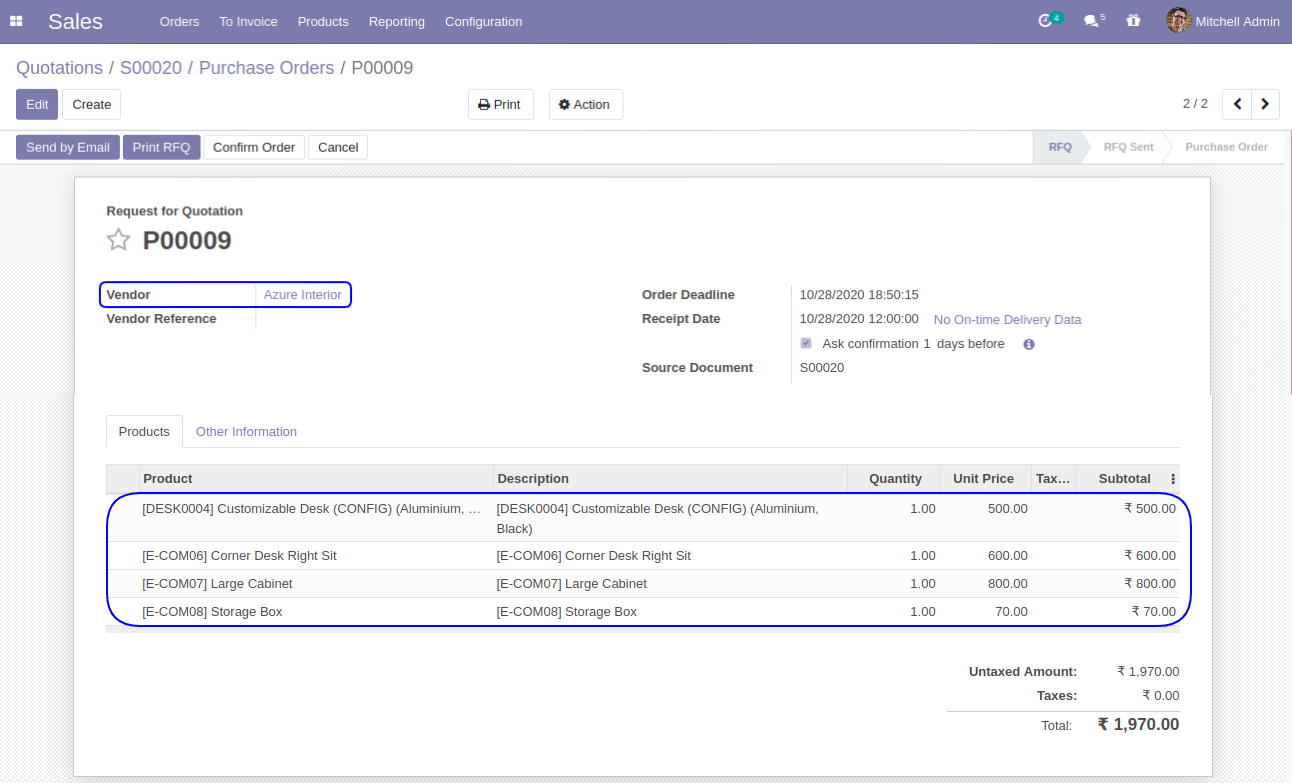 Sales Orders To Invoice Products Reporting Configuration 4 5 Mitchell Admin
Quotations / S00020 / Purchase Orders / P00009
Edit Create Print Action 2 / 2
Send by Email Print RFQ Confirm Order Cancel RFQ RFQ Sent Purchase Order
Request for Quotation
P00009
Vendor Azure Interior Order Deadline 10/28/2020 18:50:15
Vendor Reference Receipt Date 10/28/2020 12:00:00 No On-time Delivery Data
Ask confirmation 1 days before
Source Document S00020
Products Other Information
Product Description Quantity Unit Price Tax... Subtotal
[DESK0004] Customizable Desk (CONFIG) (Aluminium, ... [DESK0004] Customizable Desk (CONFIG) (Aluminium, 1.00 500.00 ₹ 500.00
Black)
[E-COM06] Corner Desk Right Sit [E-COM06] Corner Desk Right Sit 1.00 600.00 ₹ 600.00
[E-COM07] Large Cabinet [E-COM07] Large Cabinet 1.00 800.00 ₹ 800.00
[E-COM08] Storage Box [E-COM08] Storage Box 1.00 70.00 ₹ 70.00
Untaxed Amount: ₹ 1,970.00
Taxes: ₹ 0.00
Total: ₹ 1,970.00